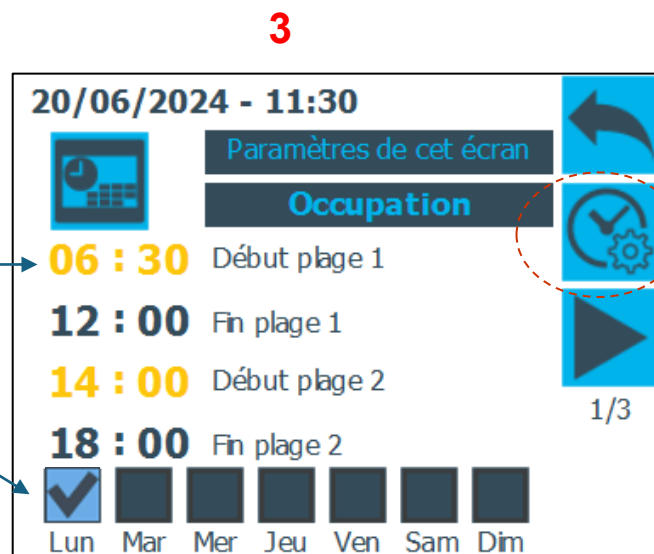 3
20/06/2024 - 11:30
Paramètres de cet écran
Occupation
06 : 30 Début plage 1
12 : 00 Fin plage 1
14 : 00 Début plage 2
1/3
18 : 00 Fin plage 2
Lun Mar Mer Jeu Ven Sam Dim